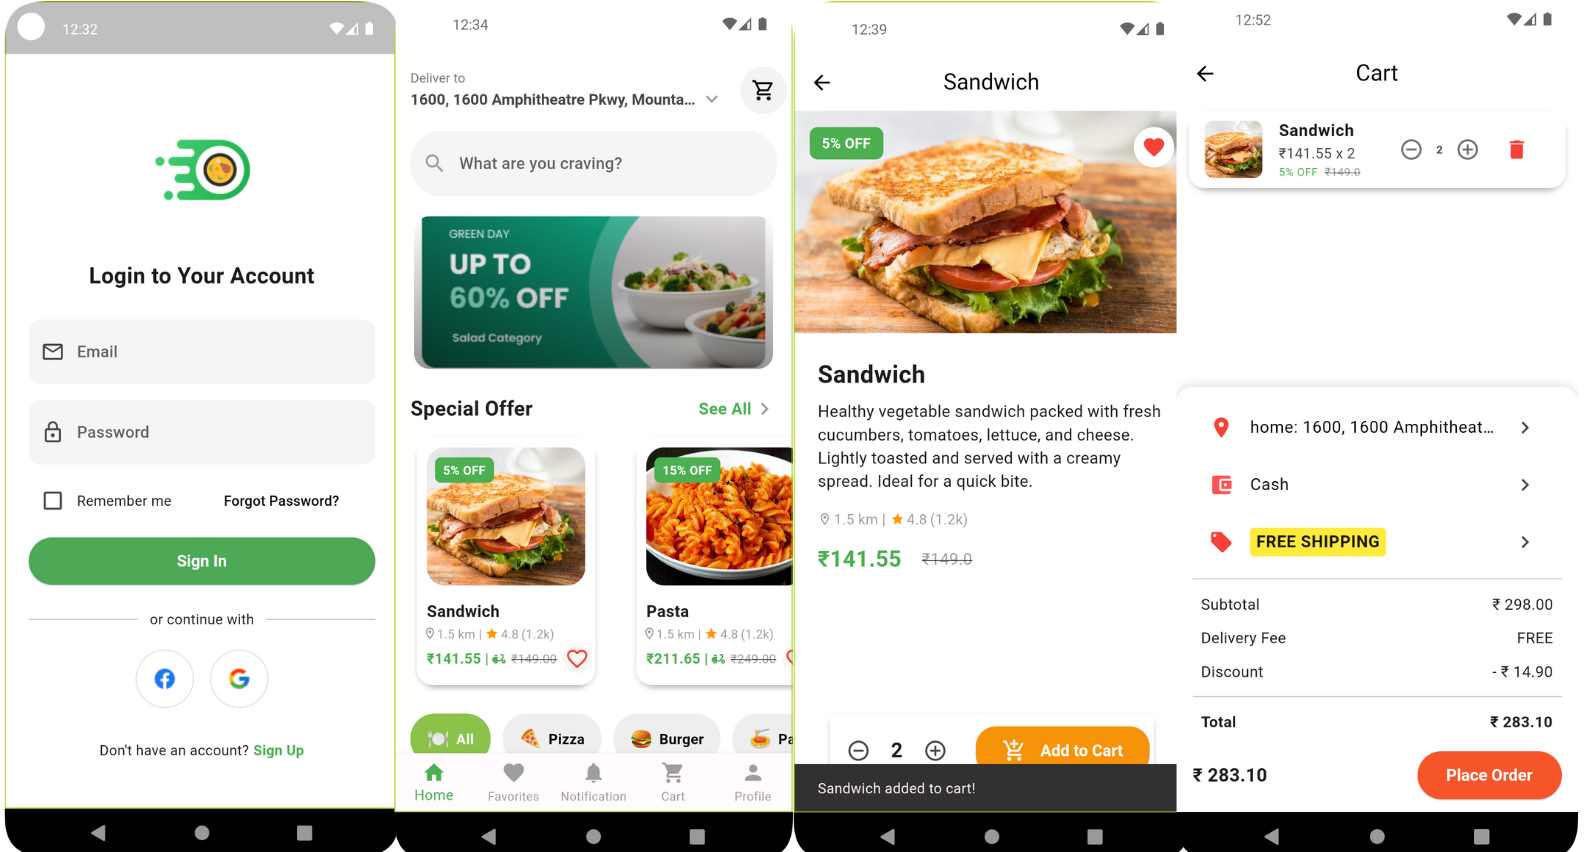 12:32
Login to Your Account
Email
Password
Remember me
Forgot Password?
Sign In
or continue with
Don't have an account? Sign Up
12:34
Deliver to
1600, 1600 Amphitheatre Pkwy, Mounta...
What are you craving?
GREEN DAY
UP TO
60% OFF
Salad Category
Special Offer
See All
5% OFF
Sandwich
1.5 km | 4.8 (1.2k)
₹141.55 | ₹149.00
15% OFF
Pasta
1.5 km | 4.8 (1.2k)
₹211.65 | ₹249.00
All
Pizza
Burger
Pa
Home
Favorites
Notification
Cart
Profile
12:39
Sandwich
5% OFF
Sandwich
Healthy vegetable sandwich packed with fresh
cucumbers, tomatoes, lettuce, and cheese.
Lightly toasted and served with a creamy
spread. Ideal for a quick bite.
1.5 km | 4.8 (1.2k)
₹141.55 ₹149.0
2
Add to Cart
Sandwich added to cart!
12:52
Cart
Sandwich
₹141.55 x 2
5% OFF ₹149.0
2
home: 1600, 1600 Amphitheat...
Cash
FREE SHIPPING
Subtotal ₹ 298.00
Delivery Fee FREE
Discount - ₹ 14.90
Total ₹ 283.10
₹ 283.10
Place Order